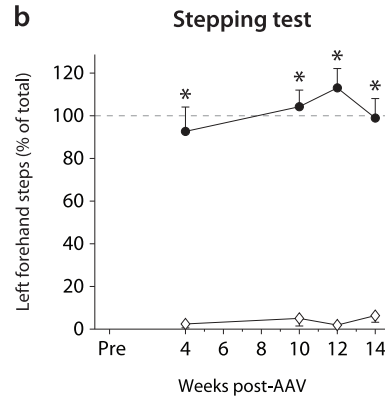 b
Stepping test
Left forehand steps (% of total)
120
100
80
60
40
20
0
* * * *
Pre 4 6 8 10 12 14
Weeks post-AAV